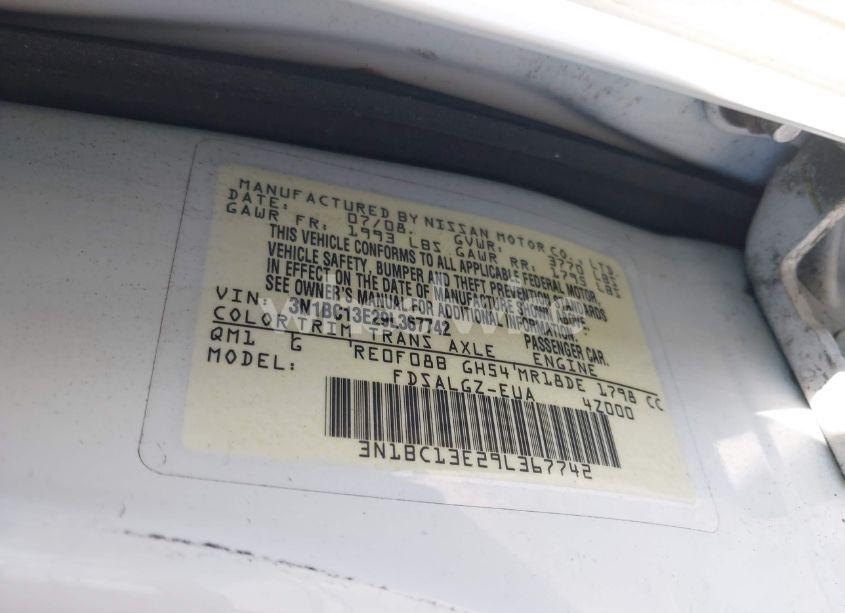 MANUFACTURED BY NISSAN MOTOR CO., LTD.
DATE: 07/08. GVWR: 3770 LBS
GAWR FR: 1993 LBS GAWR RR: 1795 LBS
THIS VEHICLE CONFORMS TO ALL APPLICABLE FEDERAL MOTOR
VEHICLE SAFETY, BUMPER AND THEFT PREVENTION STANDARDS
IN EFFECT ON THE DATE OF MANUFACTURE SHOWN ABOVE.
SEE OWNER'S MANUAL FOR ADDITIONAL INFORMATION.
VIN: 3N1BC13E29L367742 PASSENGER CAR.
COLOR TRIM TRANS AXLE ENGINE
QM1 G RE0F08B GH54 MR18DE 1798 CC
MODEL: FDSALGZ-EUA 4Z000
3N1BC13E29L367742